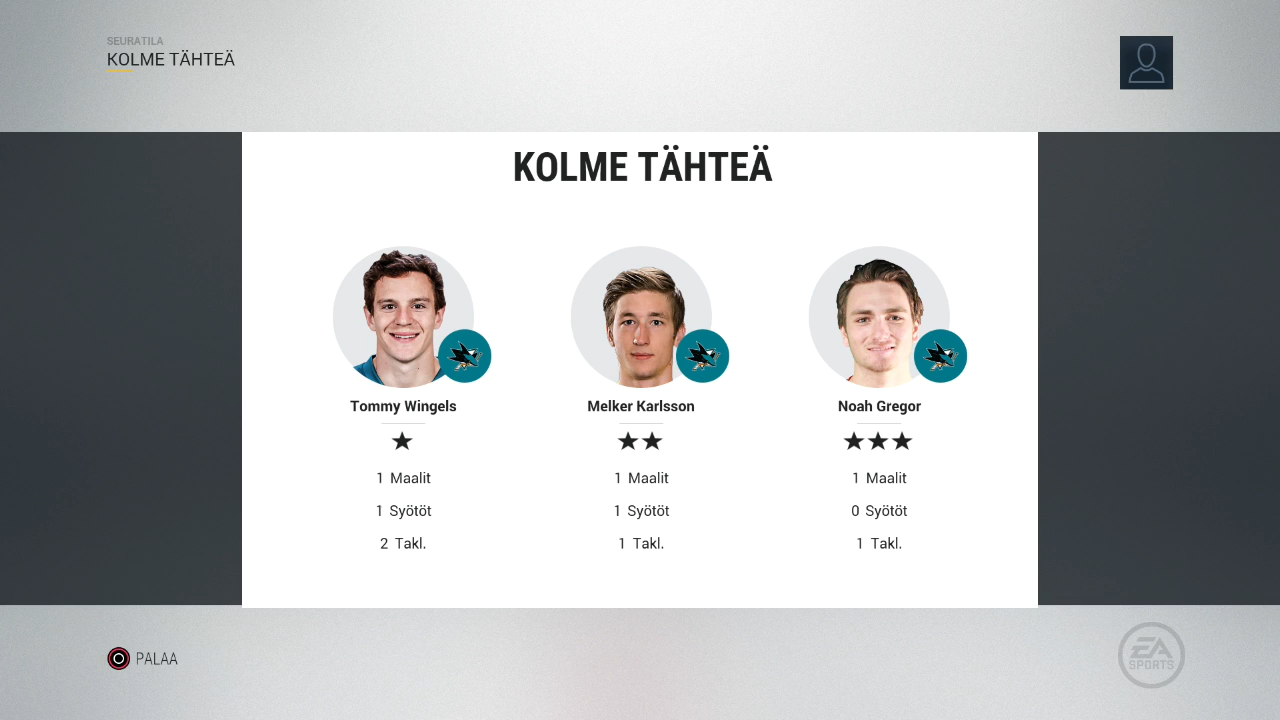 SEURATILA
KOLME TÄHTEÄ
KOLME TÄHTEÄ
Tommy Wingels
Melker Karlsson
Noah Gregor
1 Maalit
1 Maalit
1 Maalit
1 Syötöt
1 Syötöt
0 Syötöt
2 Takl.
1 Takl.
1 Takl.
PALAA
EA
SPORTS